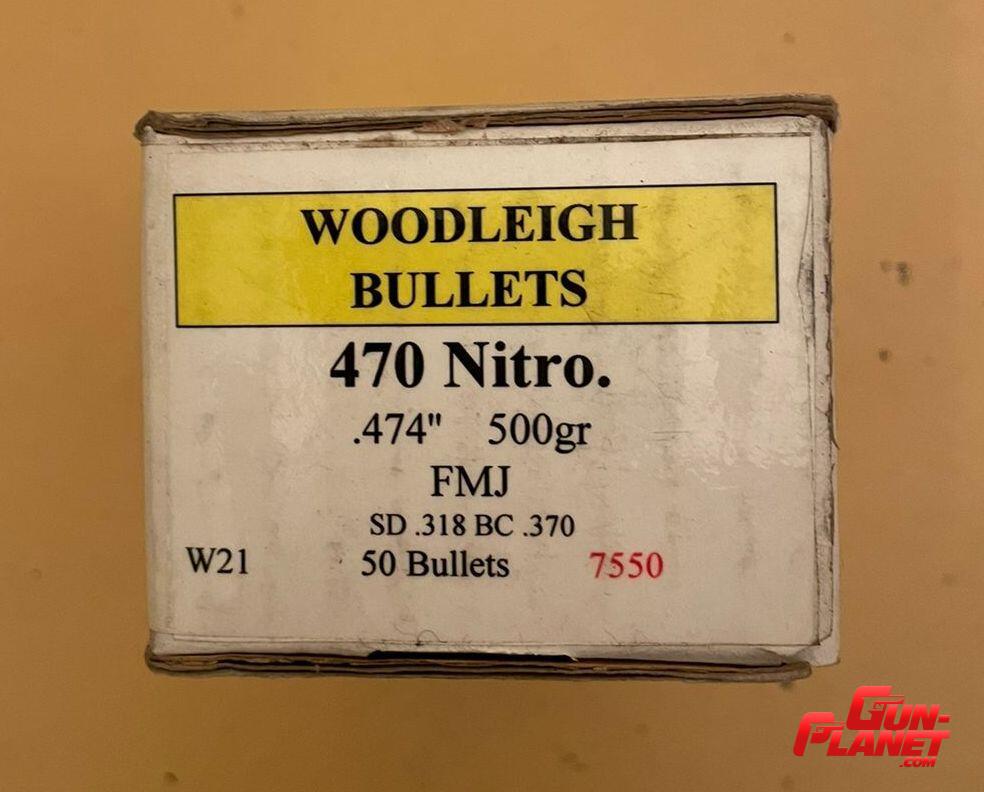 WOODLEIGH
BULLETS
470 Nitro.
.474" 500gr
FMJ
SD .318 BC .370
W21 50 Bullets 7550
GUN-
PLANET
.COM